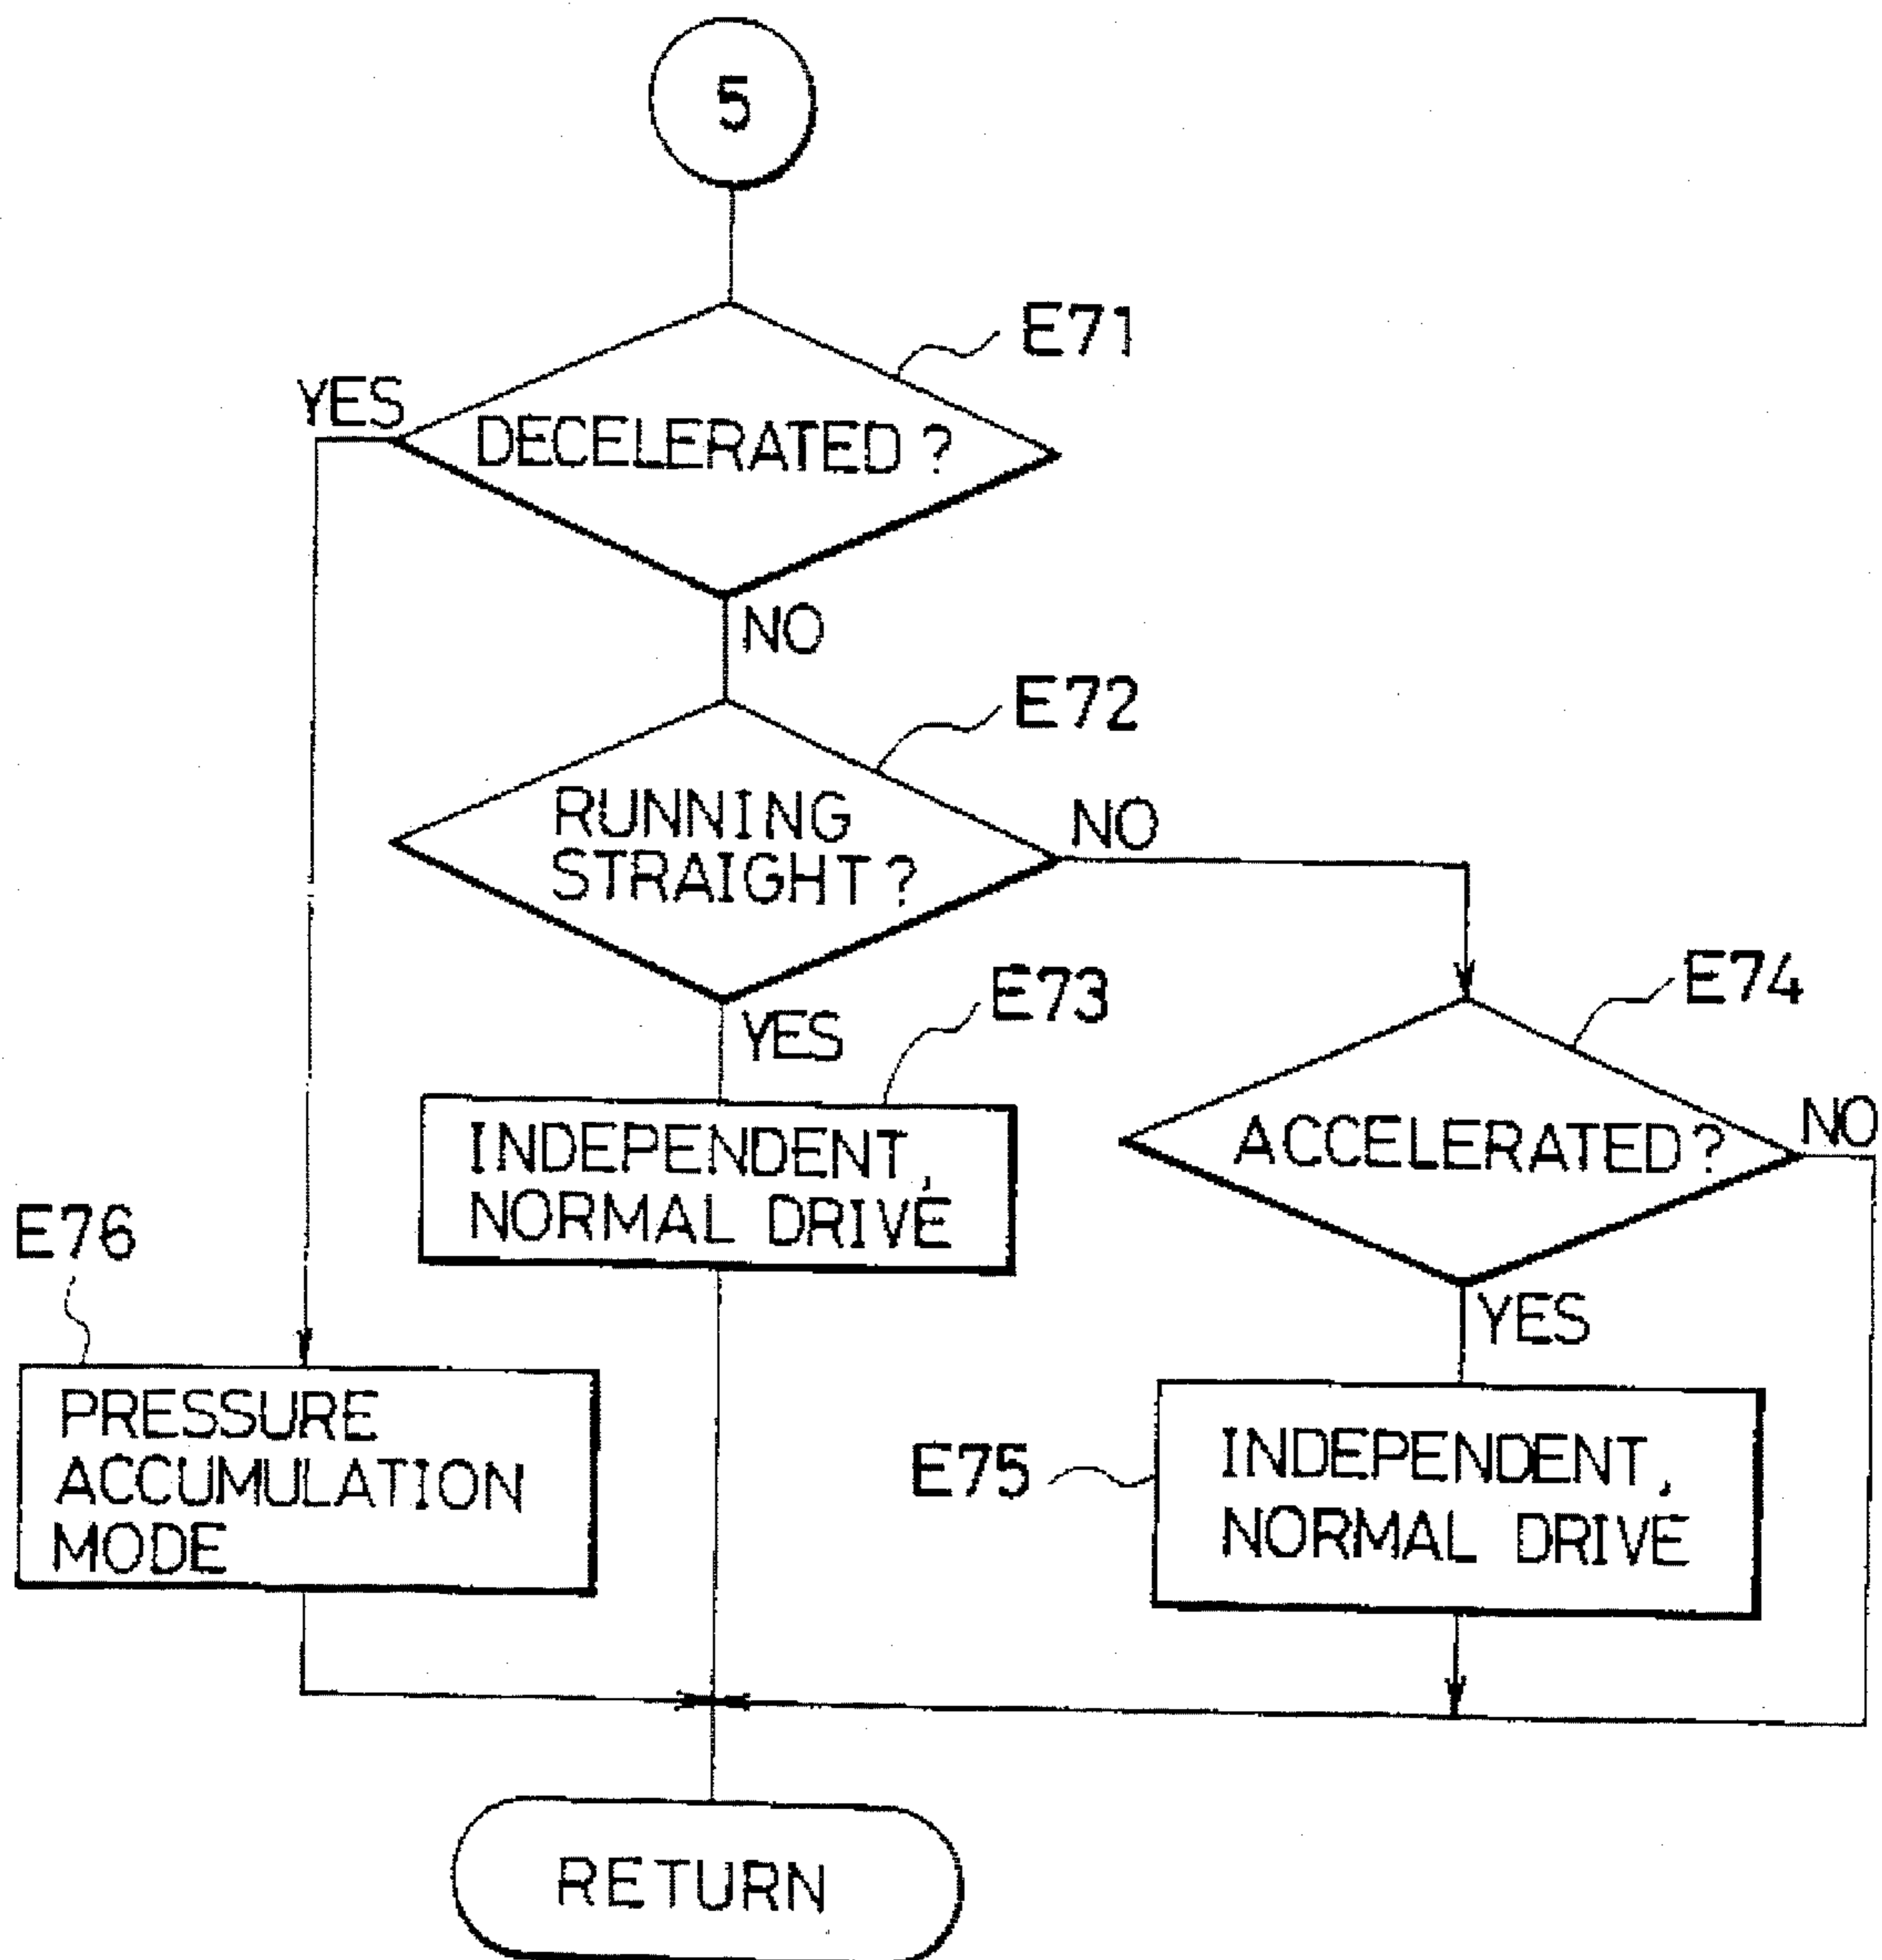 5
E71
YES
DECELERATED?
NO
E72
RUNNING
STRAIGHT?
NO
YES
E73
E74
INDEPENDENT,
NORMAL DRIVE
ACCELERATED?
NO
E76
YES
PRESSURE
ACCUMULATION
MODE
E75
INDEPENDENT,
NORMAL DRIVE
RETURN